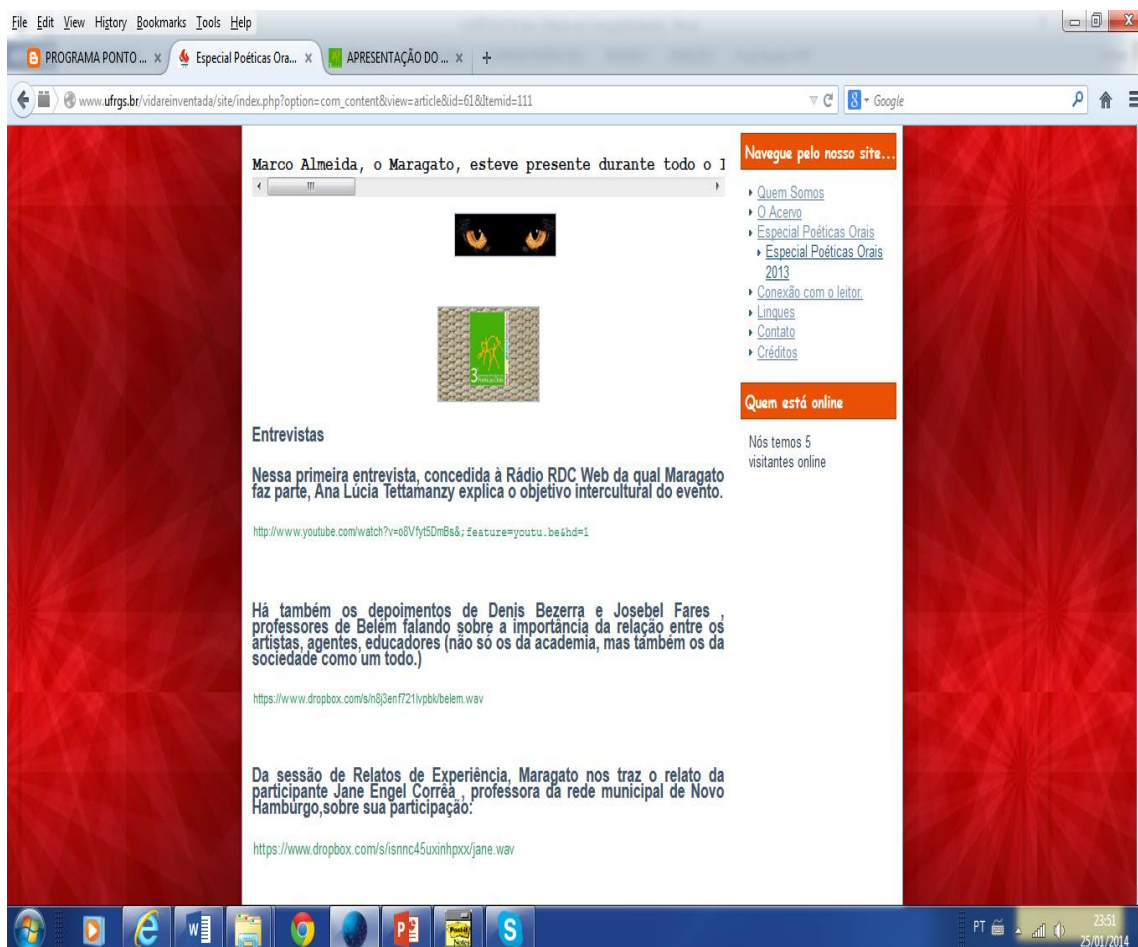 File Edit View History Bookmarks Tools Help
PROGRAMA PONTO ... x
Especial Poéticas Ora... x
APRESENTAÇÃO DO ... x +
www.ufrgs.br/vidareinventada/site/index.php?option=com_content&view=article&id=61&Itemid=111
Google
Marco Almeida, o Maragato, esteve presente durante todo o I
3º
Poéticas Orais
Entrevistas
Nessa primeira entrevista, concedida à Rádio RDC Web da qual Maragato
faz parte, Ana Lúcia Tettamanzy explica o objetivo intercultural do evento.
http://www.youtube.com/watch?v=o8Vfyt5DmBs&;feature=youtu.be&hd=1
Há também os depoimentos de Denis Bezerra e Josebel Fares ,
professores de Belém falando sobre a importância da relação entre os
artistas, agentes, educadores (não só os da academia, mas também os da
sociedade como um todo.)
https://www.dropbox.com/s/n8j3enf721lvpbk/belem.wav
Da sessão de Relatos de Experiência, Maragato nos traz o relato da
participante Jane Engel Corrêa , professora da rede municipal de Novo
Hamburgo,sobre sua participação:
https://www.dropbox.com/s/isnnc45uxinhpxx/jane.wav
Navegue pelo nosso site...
Quem Somos
O Acervo
Especial Poéticas Orais
Especial Poéticas Orais
2013
Conexão com o leitor.
Lingues
Contato
Créditos
Quem está online
Nós temos 5
visitantes online
Post-it
Notes
PT
23:51
25/01/2014